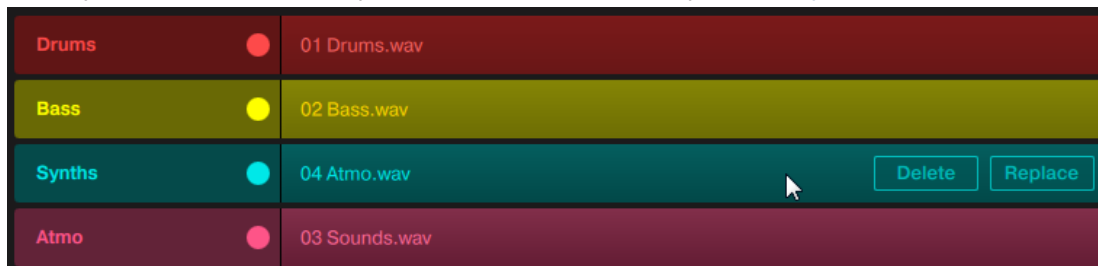 Drums 01 Drums.wav
Bass 02 Bass.wav
Synths 04 Atmo.wav Delete Replace
Atmo 03 Sounds.wav